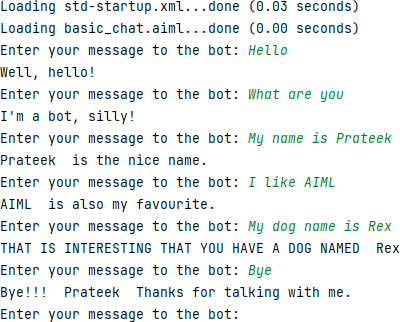 Loading std-startup.xml...done (0.03 seconds)
Loading basic_chat.aiml...done (0.00 seconds)
Enter your message to the bot: Hello
Well, hello!
Enter your message to the bot: What are you
I'm a bot, silly!
Enter your message to the bot: My name is Prateek
Prateek  is the nice name.
Enter your message to the bot: I like AIML
AIML  is also my favourite.
Enter your message to the bot: My dog name is Rex
THAT IS INTERESTING THAT YOU HAVE A DOG NAMED  Rex
Enter your message to the bot: Bye
Bye!!!  Prateek  Thanks for talking with me.
Enter your message to the bot: